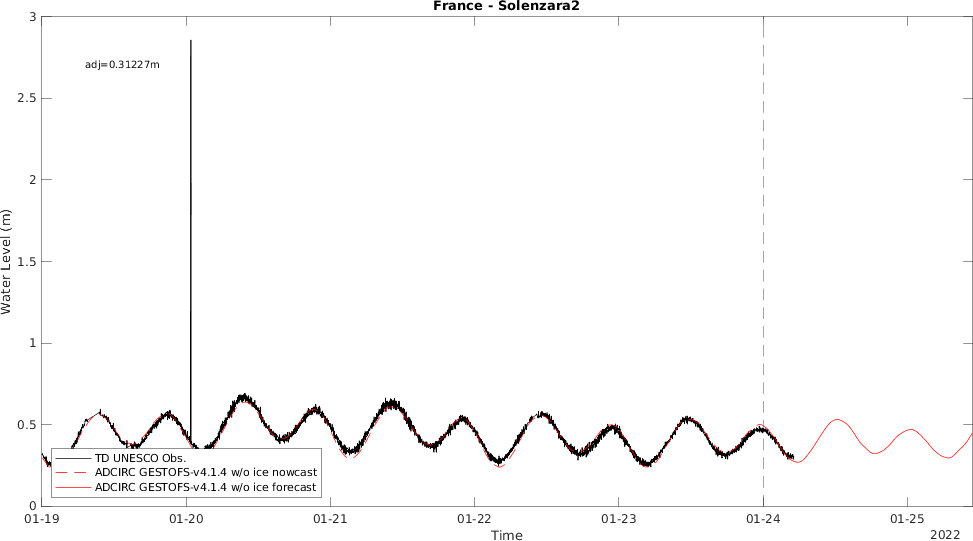 France - Solenzara2
adj=0.31227m
Water Level (m)
3
2.5
2
1.5
1
0.5
0
TD UNESCO Obs.
ADCIRC GESTOFS-v4.1.4 w/o ice nowcast
ADCIRC GESTOFS-v4.1.4 w/o ice forecast
01-19 01-20 01-21 01-22 01-23 01-24 01-25
Time
2022